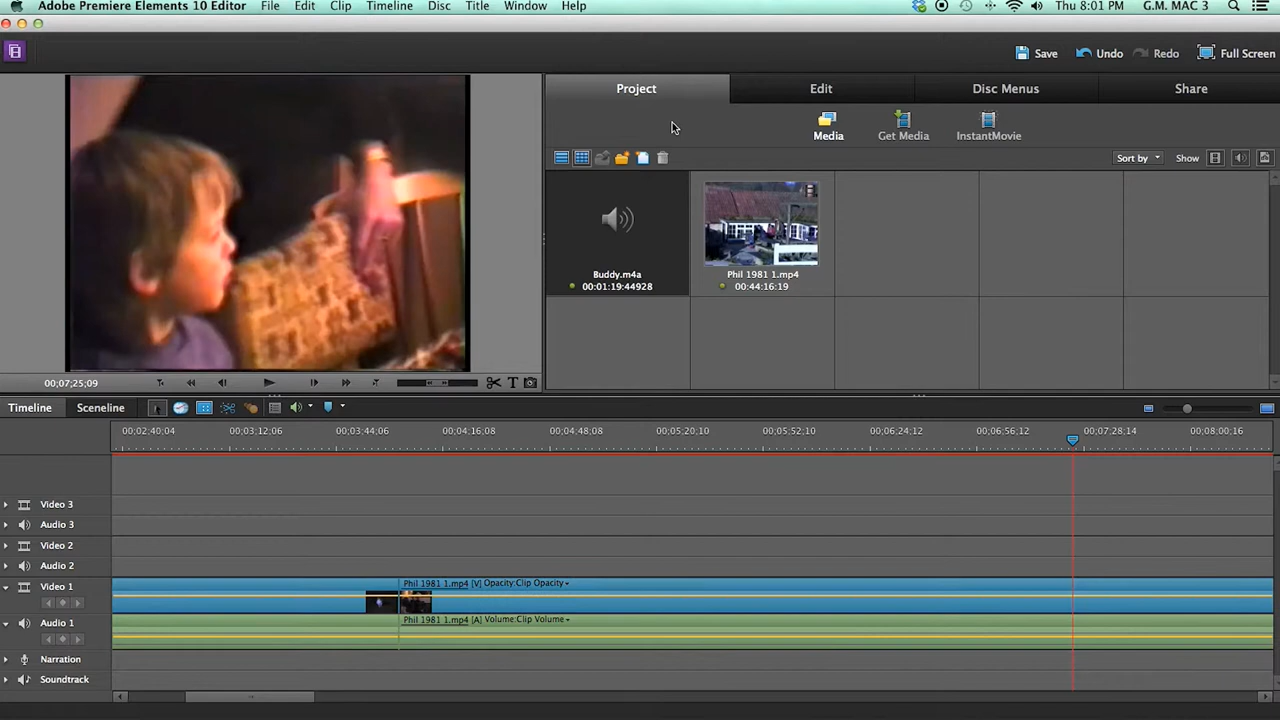 Adobe Premiere Elements 10 Editor File Edit Clip Timeline Disc Title Window Help Thu 8:01 PM G.M. MAC 3
Save Undo Redo Full Screen
Project Edit Disc Menus Share
Media Get Media InstantMovie
Sort by Show
Buddy.m4a
00:01:19:44928
Phil 1981 1.mp4
00:44:16:19
00;07;25;09 T
Timeline Sceneline
00;02;40;04 00;03;12;06 00;03;44;06 00;04;16;08 00;04;48;08 00;05;20;10 00;05;52;10 00;06;24;12 00;06;56;12 00;07;28;14 00;08;00;16
Video 3
Audio 3
Video 2
Audio 2
Video 1 Phil 1981 1.mp4 [V] Opacity:Clip Opacity
Audio 1 Phil 1981 1.mp4 [A] Volume:Clip Volume
Narration
Soundtrack